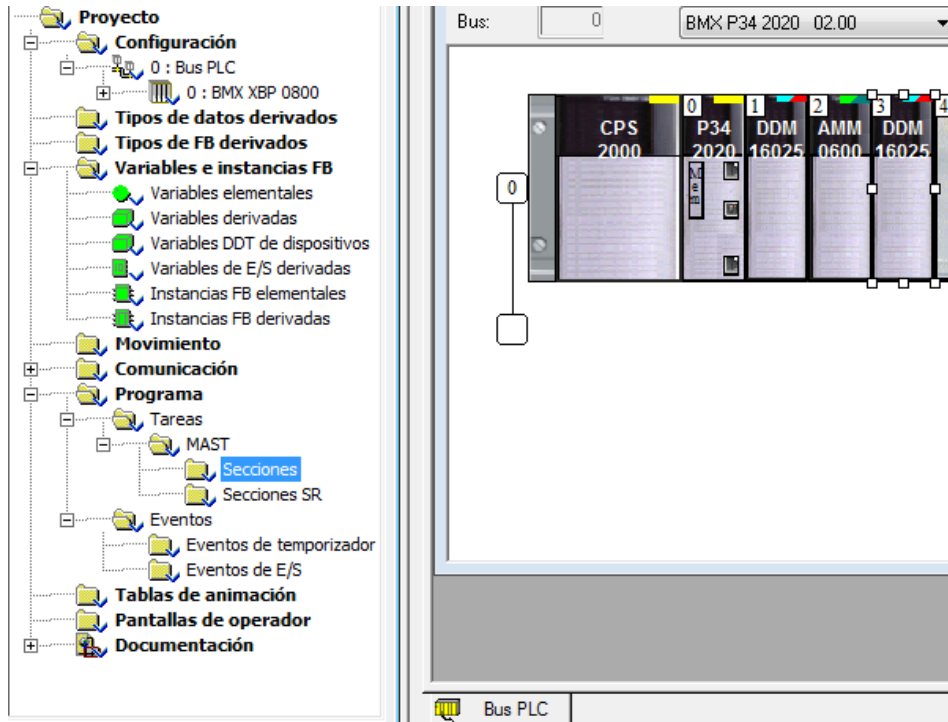 Proyecto
Configuración
0 : Bus PLC
0 : BMX XBP 0800
Tipos de datos derivados
Tipos de FB derivados
Variables e instancias FB
Variables elementales
Variables derivadas
Variables DDT de dispositivos
Variables de E/S derivadas
Instancias FB elementales
Instancias FB derivadas
Movimiento
Comunicación
Programa
Tareas
MAST
Secciones
Secciones SR
Eventos
Eventos de temporizador
Eventos de E/S
Tablas de animación
Pantallas de operador
Documentación
Bus: 0 BMX P34 2020 02.00
0 1 2 3 4
CPS P34 DDM AMM DDM
2000 2020 16025 0600 16025
Mem
0
Bus PLC